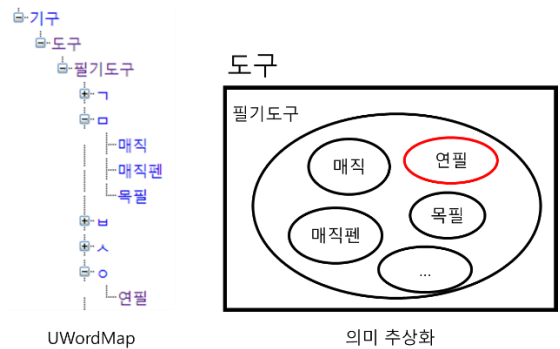 기구
도구
필기도구
ㄱ
ㅁ
매직
매직펜
목필
ㅂ
ㅅ
ㅇ
연필
UWordMap
도구
필기도구
매직
연필
매직펜
목필
...
의미 추상화